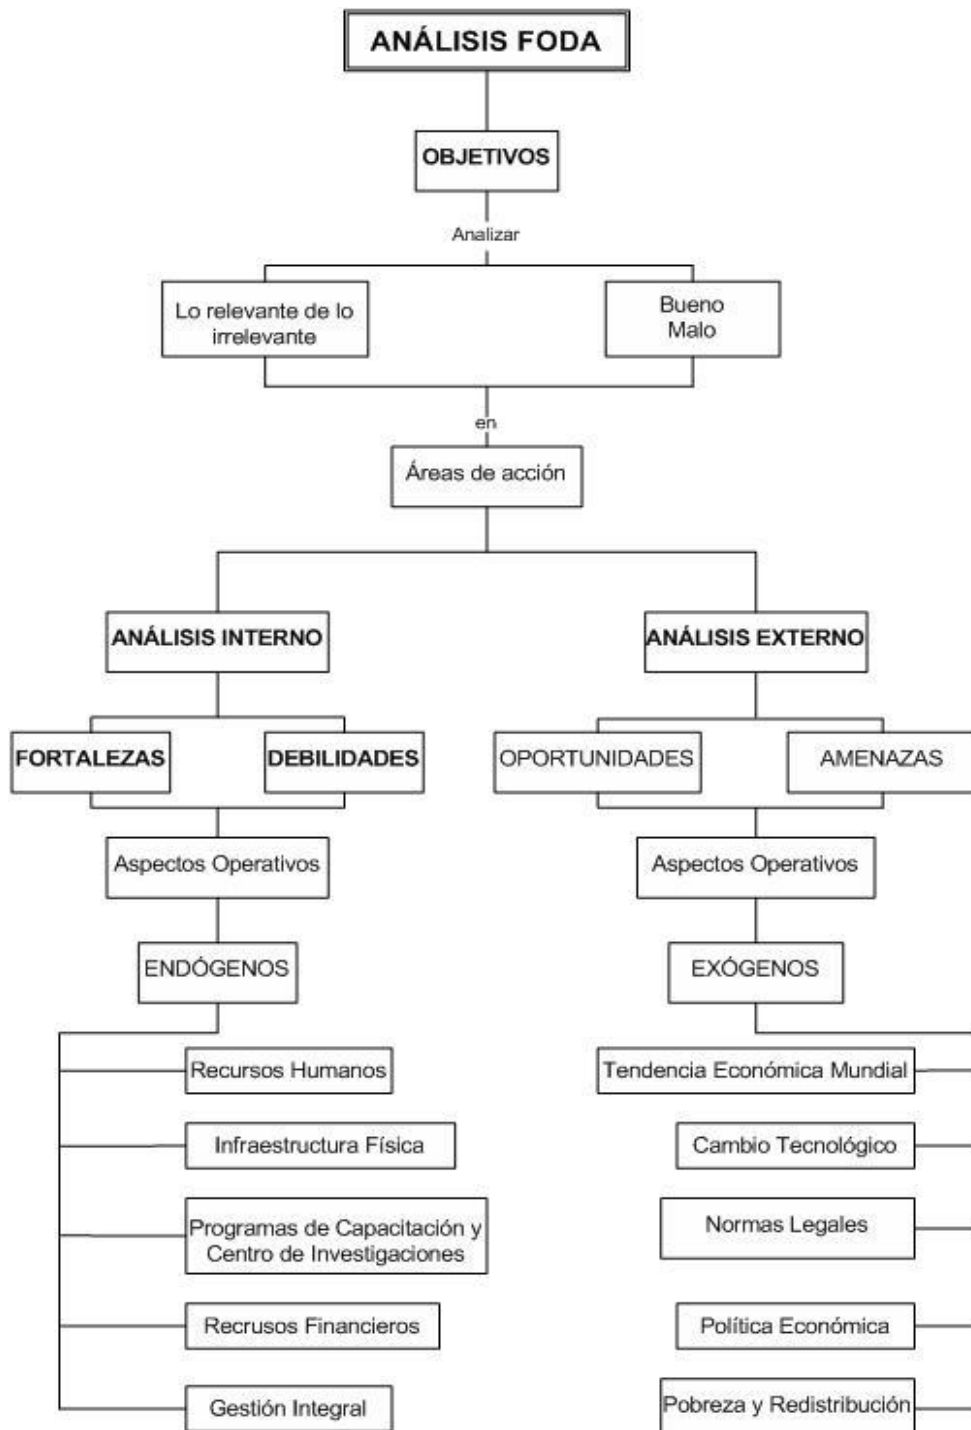 ANÁLISIS FODA
OBJETIVOS
Analizar
Lo relevante de lo
irrelevante
Bueno
Malo
en
Áreas de acción
ANÁLISIS INTERNO
ANÁLISIS EXTERNO
FORTALEZAS
DEBILIDADES
OPORTUNIDADES
AMENAZAS
Aspectos Operativos
Aspectos Operativos
ENDÓGENOS
EXÓGENOS
Recursos Humanos
Tendencia Económica Mundial
Infraestructura Física
Cambio Tecnológico
Programas de Capacitación y
Centro de Investigaciones
Normas Legales
Recrusos Financieros
Política Económica
Gestión Integral
Pobreza y Redistribución